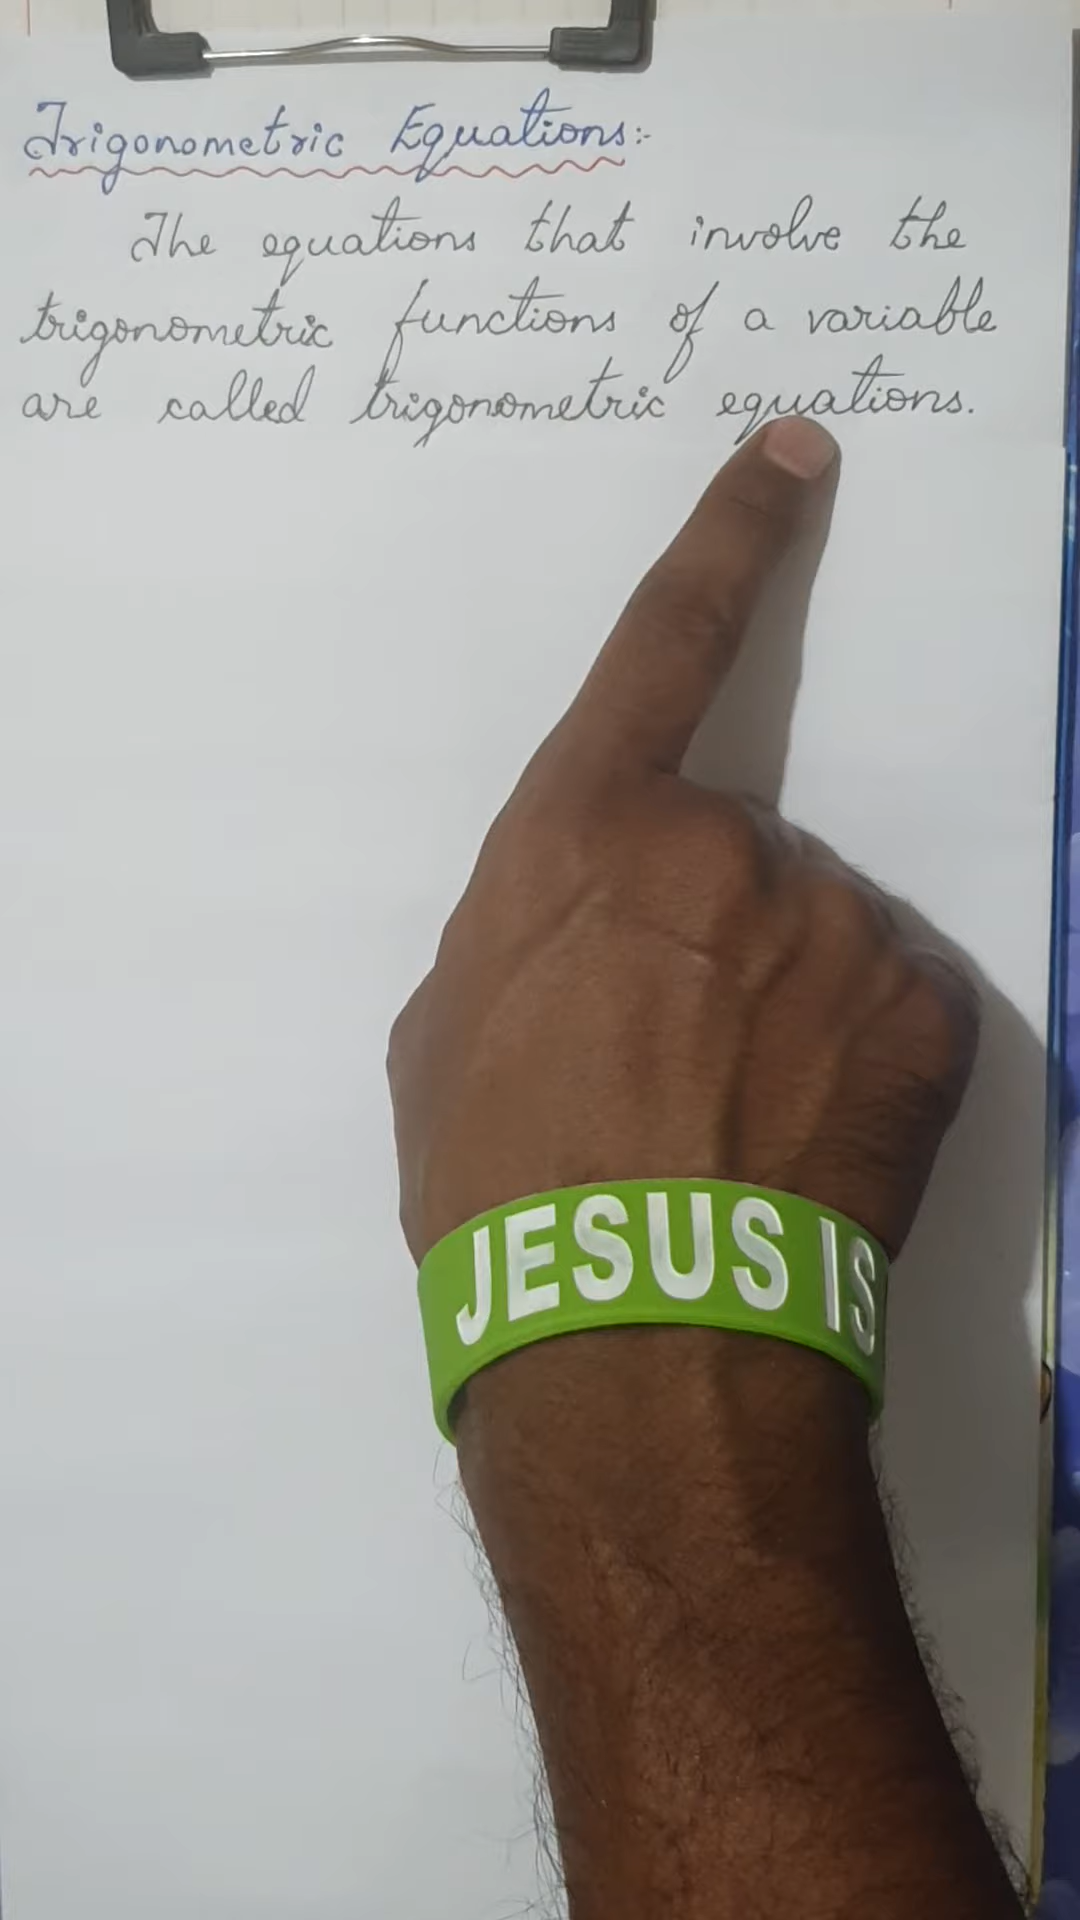 Trigonometric Equations:-
The equations that involve the
trigonometric functions of a variable
are called trigonometric equations.
JESUS IS